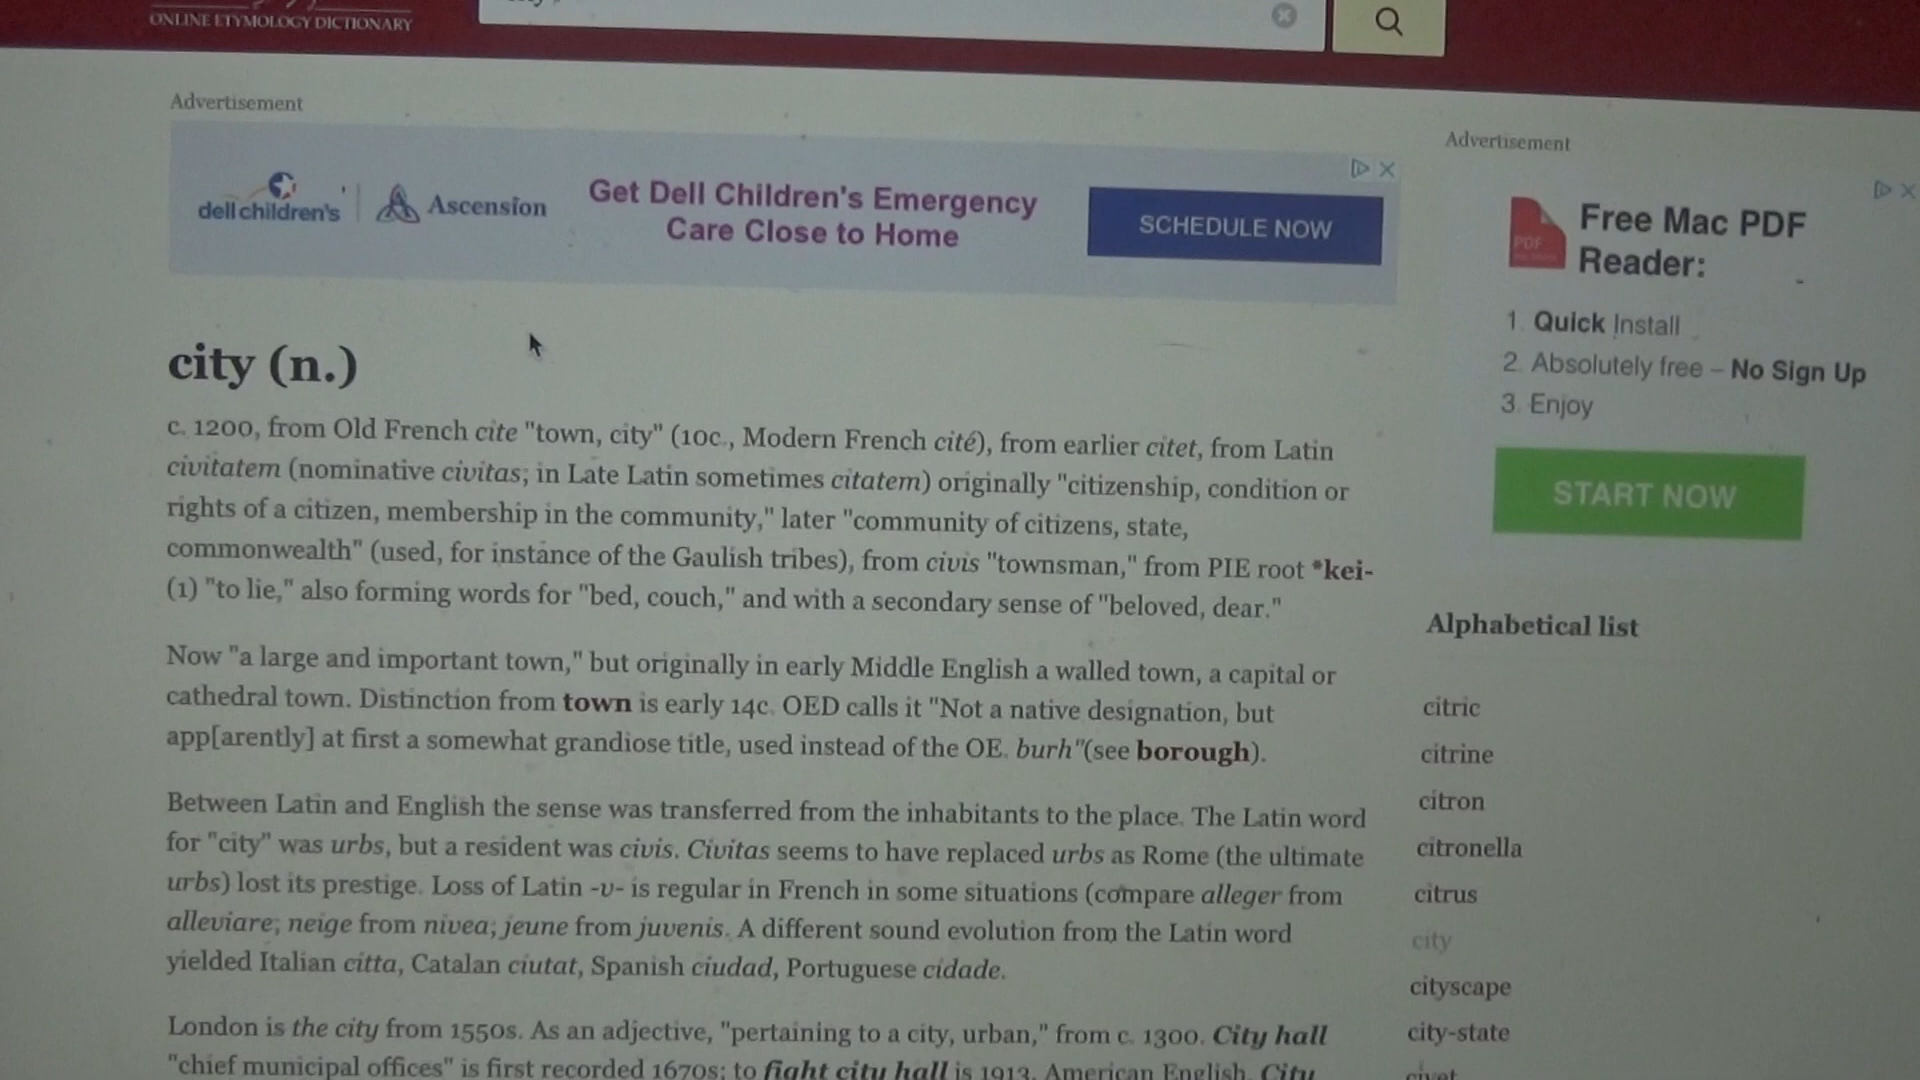 ONLINE ETYMOLOGY DICTIONARY
Advertisement
dell children's | Ascension
Get Dell Children's Emergency
Care Close to Home
SCHEDULE NOW
city (n.)
c. 1200, from Old French cite "town, city" (10c., Modern French cité), from earlier citet, from Latin
civitatem (nominative civitas; in Late Latin sometimes citatem) originally "citizenship, condition or
rights of a citizen, membership in the community," later "community of citizens, state,
commonwealth" (used, for instance of the Gaulish tribes), from civis "townsman," from PIE root *kei-
(1) "to lie," also forming words for "bed, couch," and with a secondary sense of "beloved, dear."
Now "a large and important town," but originally in early Middle English a walled town, a capital or
cathedral town. Distinction from town is early 14c. OED calls it "Not a native designation, but
app[arently] at first a somewhat grandiose title, used instead of the OE. burh"(see borough).
Between Latin and English the sense was transferred from the inhabitants to the place. The Latin word
for "city" was urbs, but a resident was civis. Civitas seems to have replaced urbs as Rome (the ultimate
urbs) lost its prestige. Loss of Latin -v- is regular in French in some situations (compare alleger from
alleviare; neige from nivea; jeune from juvenis. A different sound evolution from the Latin word
yielded Italian citta, Catalan ciutat, Spanish ciudad, Portuguese cidade.
London is the city from 1550s. As an adjective, "pertaining to a city, urban," from c. 1300. City hall
"chief municipal offices" is first recorded 1670s; to fight city hall is 1913, American English. City
Advertisement
PDF
Free Mac PDF
Reader:
1. Quick Install
2. Absolutely free – No Sign Up
3. Enjoy
START NOW
Alphabetical list
citric
citrine
citron
citronella
citrus
city
cityscape
city-state
civet